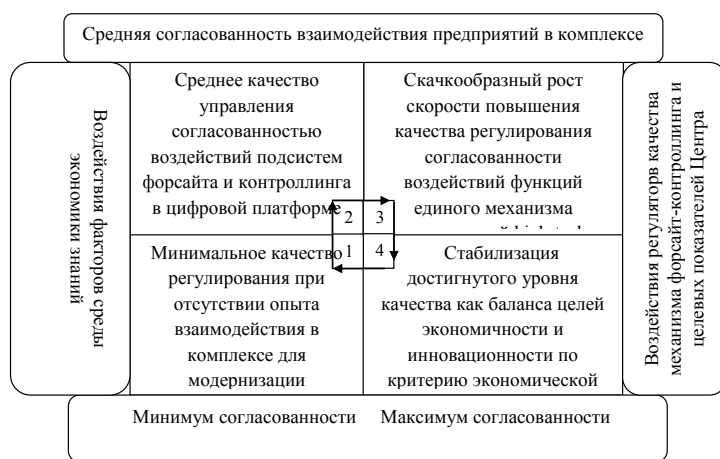 Средняя согласованность взаимодействия предприятий в комплексе
Воздействия факторов среды
экономики знаний
Среднее качество
управления
согласованностью
воздействий подсистем
форсайта и контроллинга
в цифровой платформе
Скачкообразный рост
скорости повышения
качества регулирования
согласованности
воздействий функций
единого механизма
2 3
1 4
Минимальное качество
регулирования при
отсутствии опыта
взаимодействия в
комплексе для
модернизации
Стабилизация
достигнутого уровня
качества как баланса целей
экономичности и
инновационности по
критерию экономической
Воздействия регуляторв качества
механизма форсайт-контроллинга и
целевых показателей Центра
Минимум согласованности Максимум согласованности